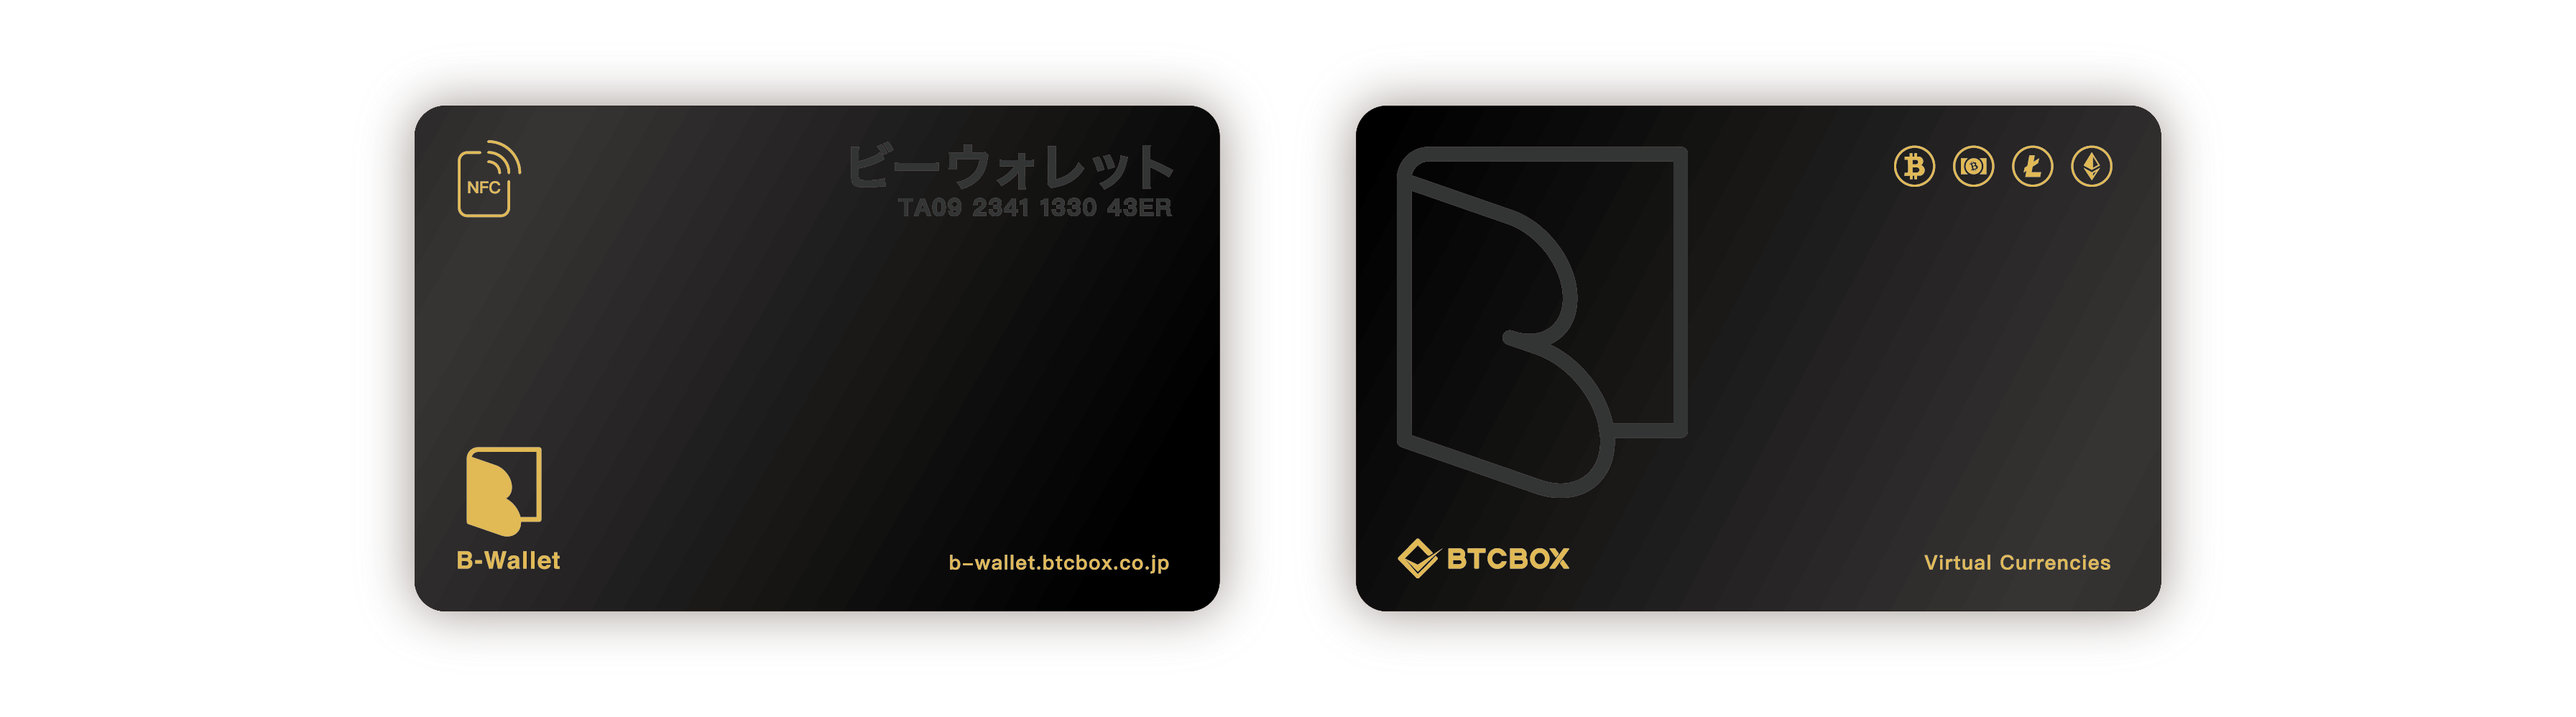 NFC
ビーウォレット
TA09 2341 1330 43ER
B-Wallet
b-wallet.btcbox.co.jp
BTCBOX
Virtual Currencies